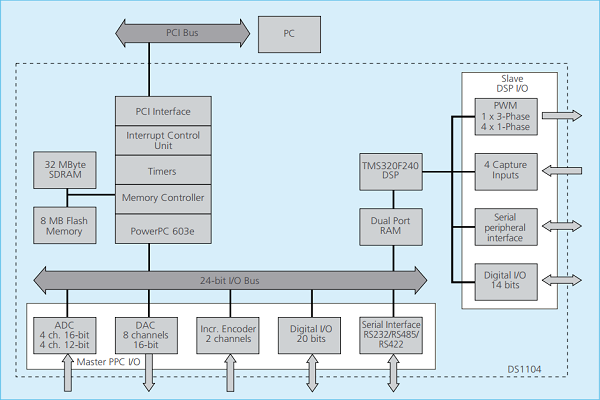 PCI Bus
PC
PCI Interface
Interrupt Control
Unit
Timers
Memory Controller
PowerPC 603e
32 MByte
SDRAM
8 MB Flash
Memory
TMS320F240
DSP
Dual Port
RAM
Slave
DSP I/O
PWM
1 x 3-Phase
4 x 1-Phase
4 Capture
Inputs
Serial
peripheral
interface
Digital I/O
14 bits
24-bit I/O Bus
ADC
4 ch. 16-bit
4 ch. 12-bit
DAC
8 channels
16-bit
Incr. Encoder
2 channels
Digital I/O
20 bits
Serial Interface
RS232/RS485/
RS422
Master PPC I/O
DS1104